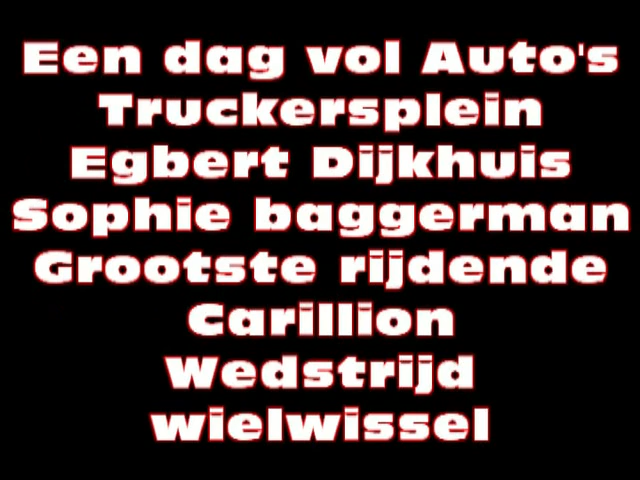 Een dag vol Auto's
Truckersplein
Egbert Dijkhuis
Sophie baggerman
Grootste rijdende
Carillion
Wedstrijd
wielwissel